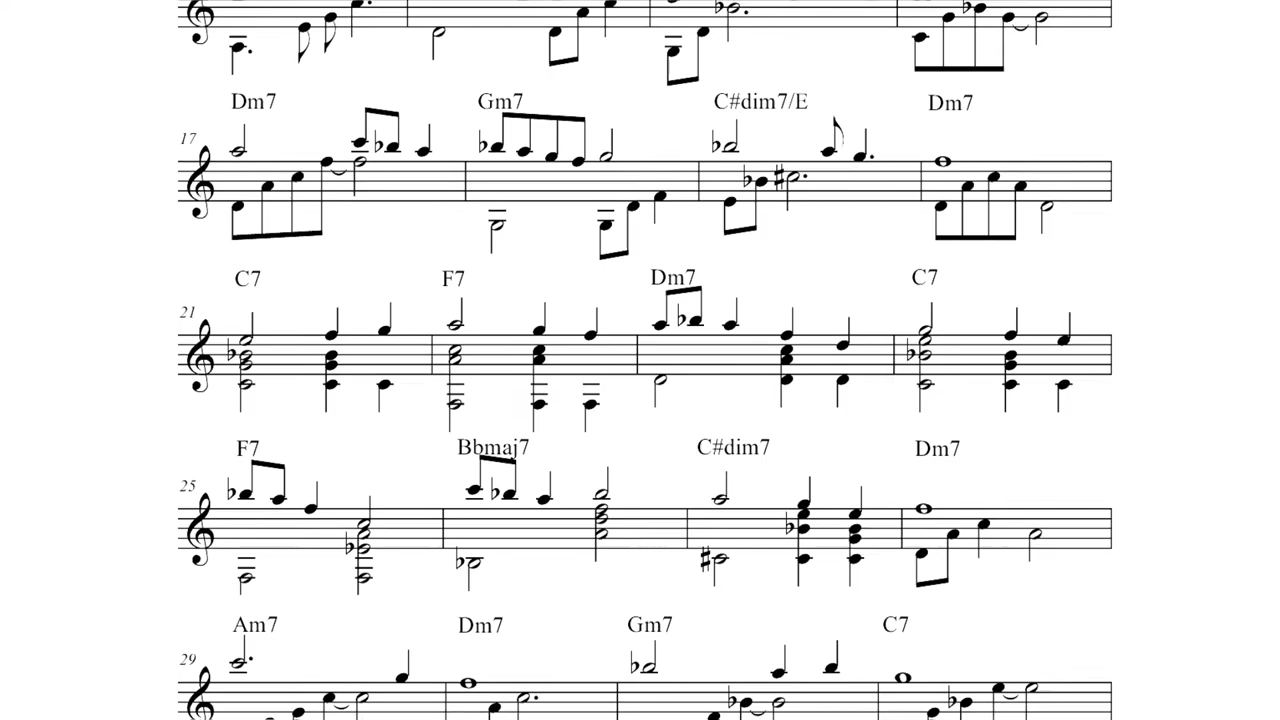 Dm7 Gm7 C#dim7/E Dm7
17
C7 F7 Dm7 C7
21
F7 Bbmaj7 C#dim7 Dm7
25
Am7 Dm7 Gm7 C7
29